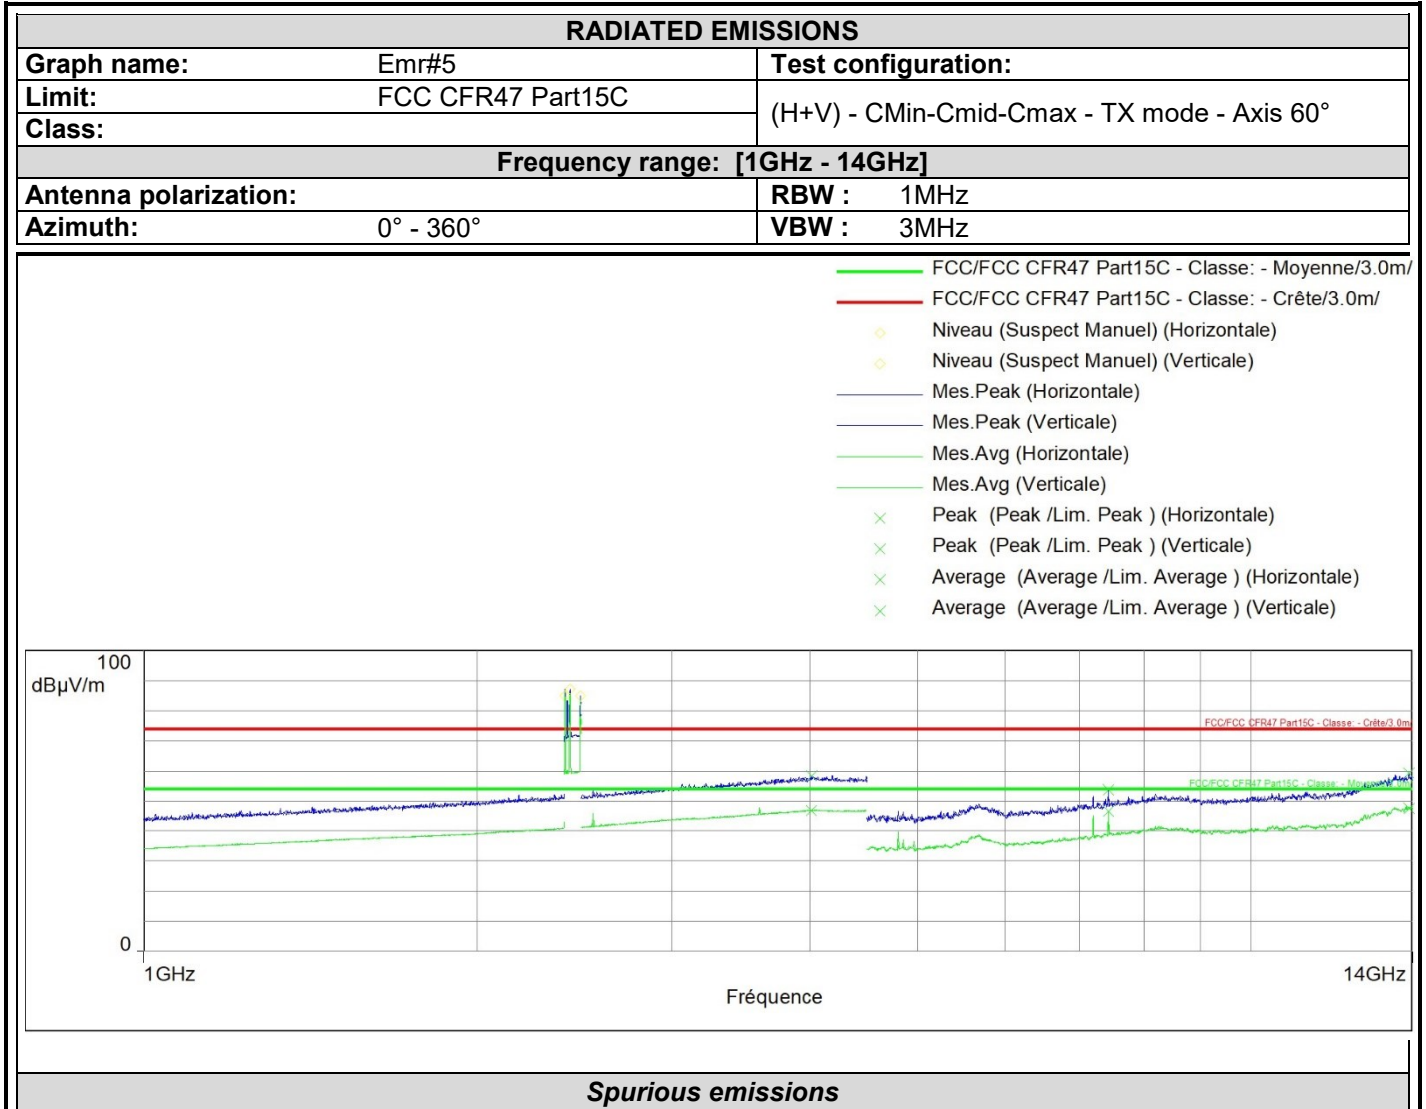 RADIATED EMISSIONS
Graph name: Emr#5 Test configuration:
Limit: FCC CFR47 Part15C (H+V) - CMin-Cmid-Cmax - TX mode - Axis 60°
Class:
Frequency range: [1GHz - 14GHz]
Antenna polarization: RBW : 1MHz
Azimuth: 0° - 360° VBW : 3MHz
FCC/FCC CFR47 Part15C - Classe: - Moyenne/3.0m/
FCC/FCC CFR47 Part15C - Classe: - Crête/3.0m/
Niveau (Suspect Manuel) (Horizontale)
Niveau (Suspect Manuel) (Verticale)
Mes.Peak (Horizontale)
Mes.Peak (Verticale)
Mes.Avg (Horizontale)
Mes.Avg (Verticale)
Peak (Peak /Lim. Peak ) (Horizontale)
Peak (Peak /Lim. Peak ) (Verticale)
Average (Average /Lim. Average ) (Horizontale)
Average (Average /Lim. Average ) (Verticale)
100
dBµV/m
FCC/FCC CFR47 Part15C - Classe: - Crête/3.0m/
FCC/FCC CFR47 Part15C - Classe: -
0
1GHz 14GHz
Fréquence
Spurious emissions